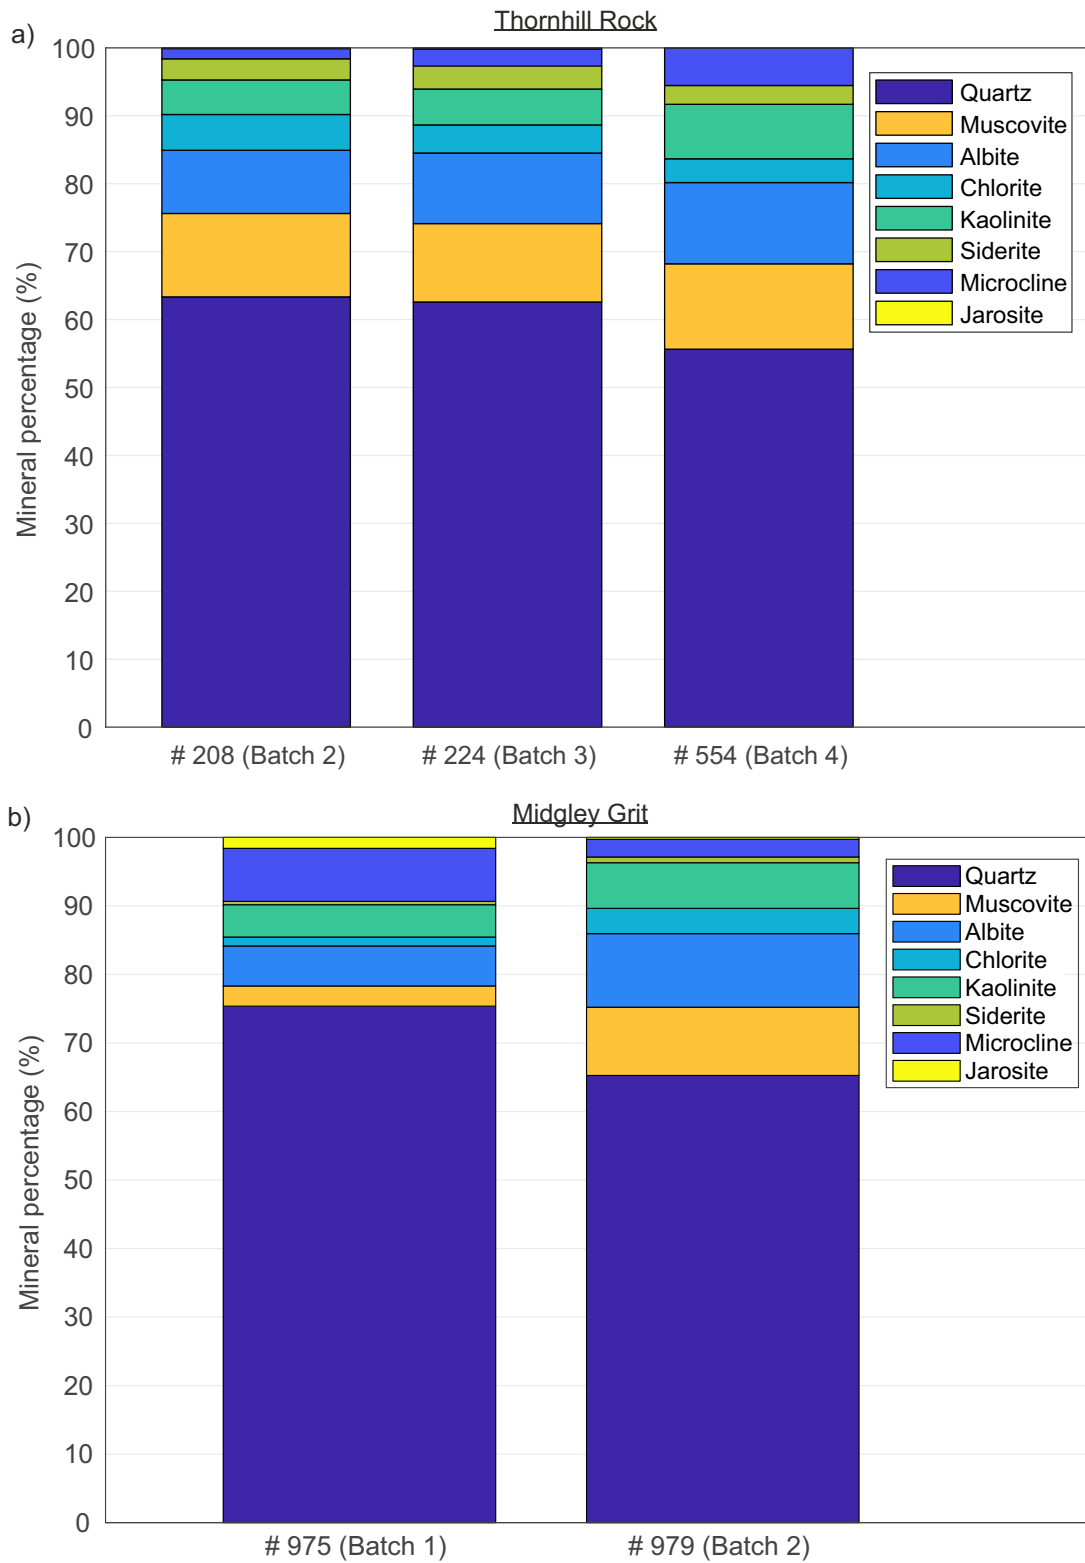 a)
Thornhill Rock
Mineral percentage (%)
100
90
80
70
60
50
40
30
20
10
0
Quartz
Muscovite
Albite
Chlorite
Kaolinite
Siderite
Microcline
Jarosite
# 208 (Batch 2)
# 224 (Batch 3)
# 554 (Batch 4)
b)
Midgley Grit
Mineral percentage (%)
100
90
80
70
60
50
40
30
20
10
0
Quartz
Muscovite
Albite
Chlorite
Kaolinite
Siderite
Microcline
Jarosite
# 975 (Batch 1)
# 979 (Batch 2)